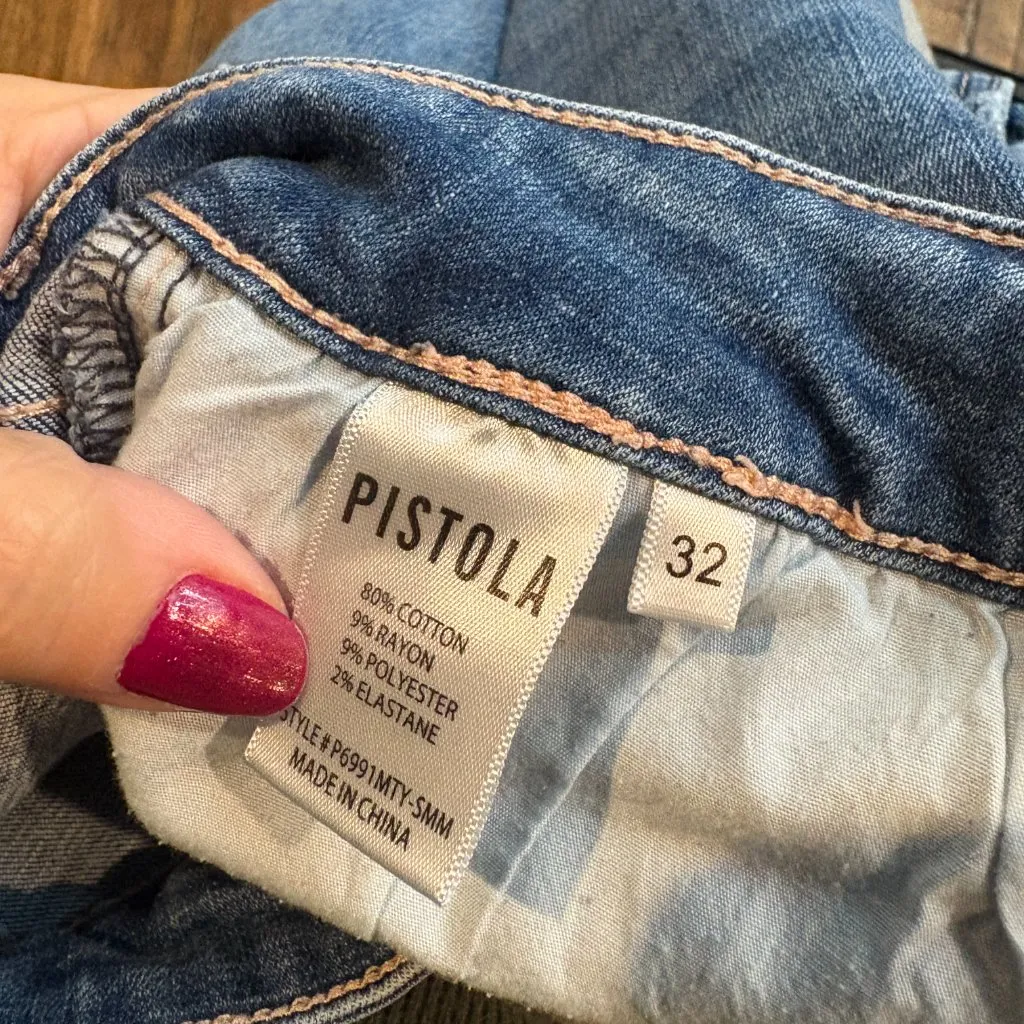 PISTOLA
80% COTTON
9% RAYON
9% POLYESTER
2% ELASTANE
STYLE # P6991MTY-SMM
MADE IN CHINA
32